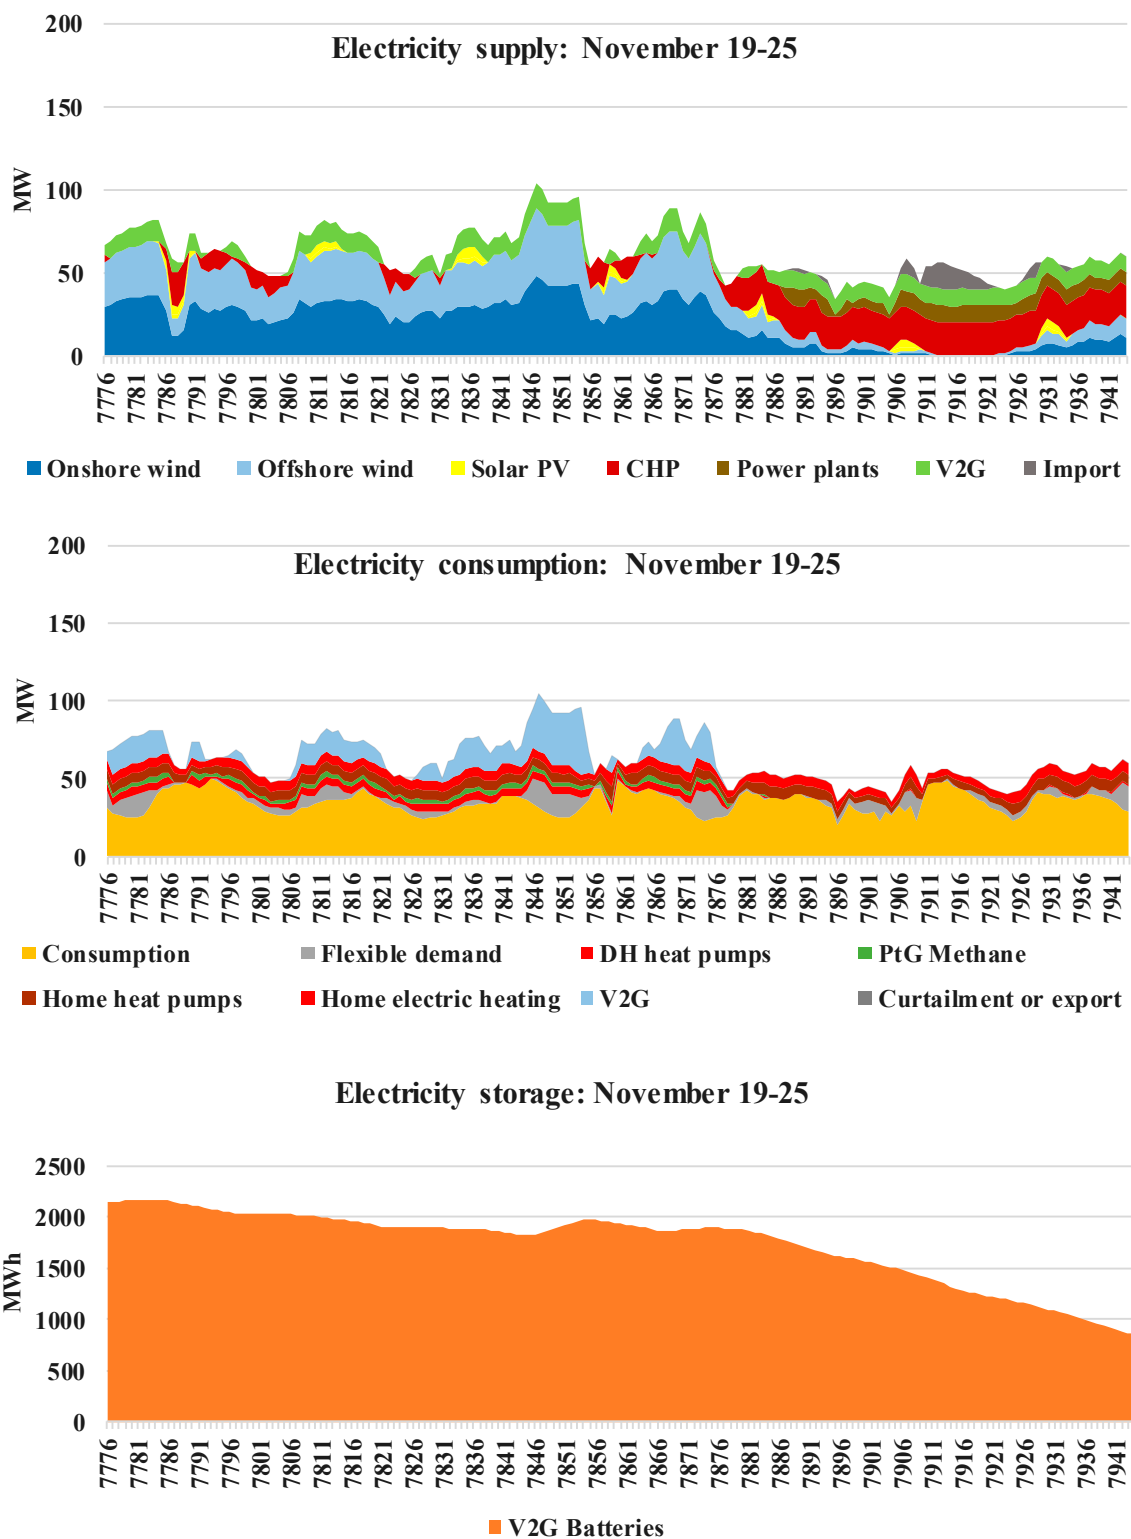 Electricity supply: November 19-25
200
150
100
50
0
MW
7776 7781 7786 7791 7796 7801 7806 7811 7816 7821 7826 7831 7836 7841 7846 7851 7856 7861 7866 7871 7876 7881 7886 7891 7896 7901 7906 7911 7916 7921 7926 7931 7936 7941
Onshore wind Offshore wind Solar PV CHP Power plants V2G Import
Electricity consumption: November 19-25
200
150
100
50
0
MW
7776 7781 7786 7791 7796 7801 7806 7811 7816 7821 7826 7831 7836 7841 7846 7851 7856 7861 7866 7871 7876 7881 7886 7891 7896 7901 7906 7911 7916 7921 7926 7931 7936 7941
Consumption Flexible demand DH heat pumps PtG Methane
Home heat pumps Home electric heating V2G Curtailment or export
Electricity storage: November 19-25
2500
2000
1500
1000
500
0
MWh
7776 7781 7786 7791 7796 7801 7806 7811 7816 7821 7826 7831 7836 7841 7846 7851 7856 7861 7866 7871 7876 7881 7886 7891 7896 7901 7906 7911 7916 7921 7926 7931 7936 7941
V2G Batteries